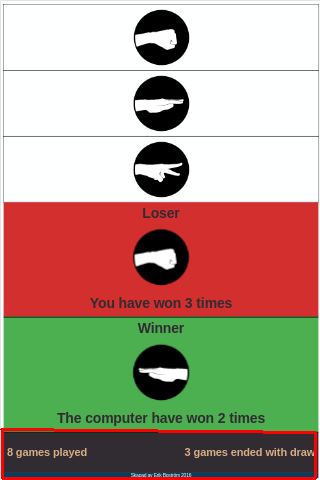 Loser
You have won 3 times
Winner
The computer have won 2 times
8 games played
3 games ended with draw
Skapad av Erik Boström 2016